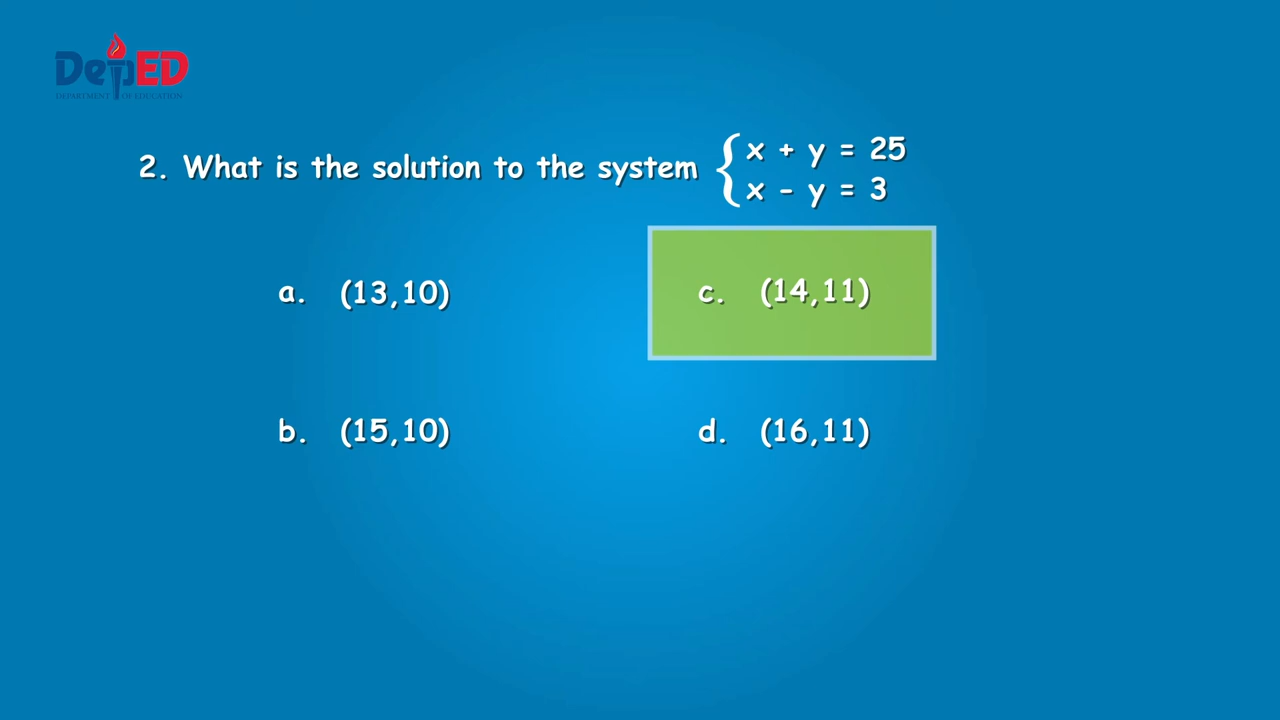 DepED
DEPARTMENT OF EDUCATION
2. What is the solution to the system { x + y = 25
x - y = 3
a. (13,10)
c. (14,11)
b. (15,10)
d. (16,11)